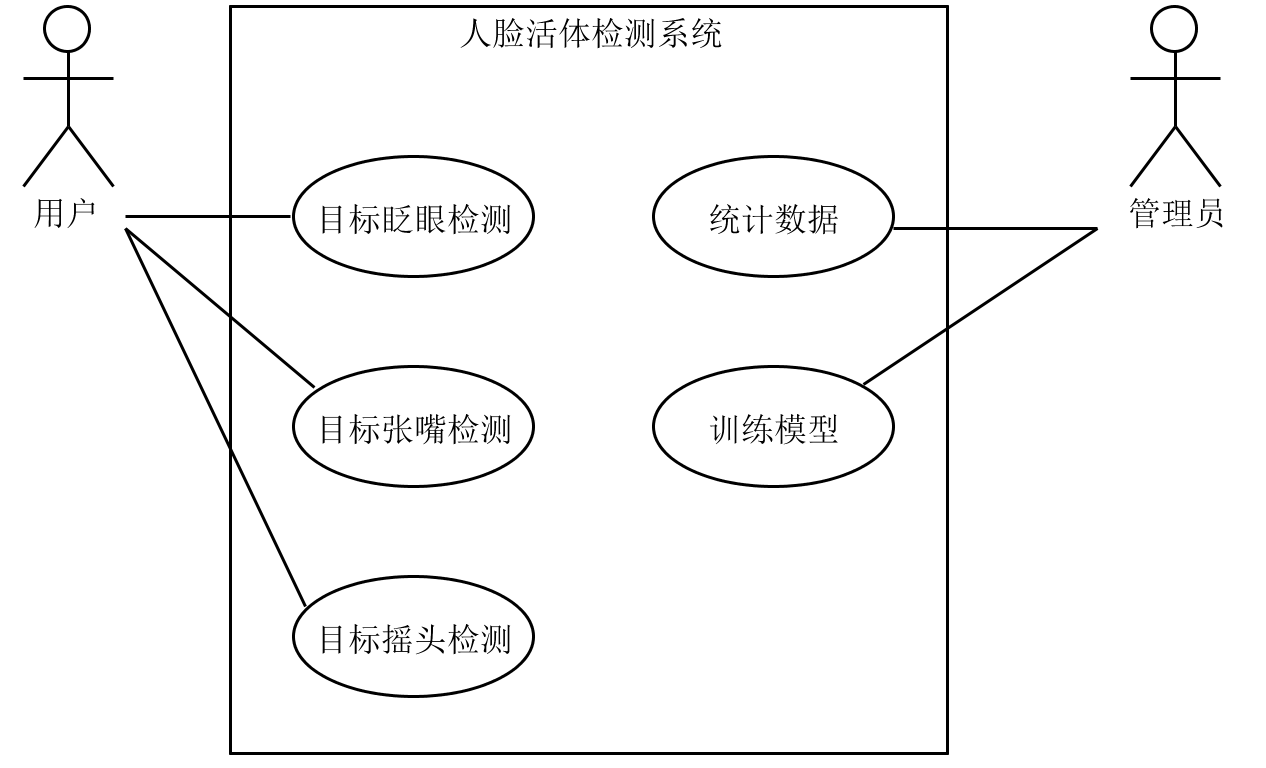 人脸活体检测系统
用户
管理员
目标眨眼检测
统计数据
目标张嘴检测
训练模型
目标摇头检测